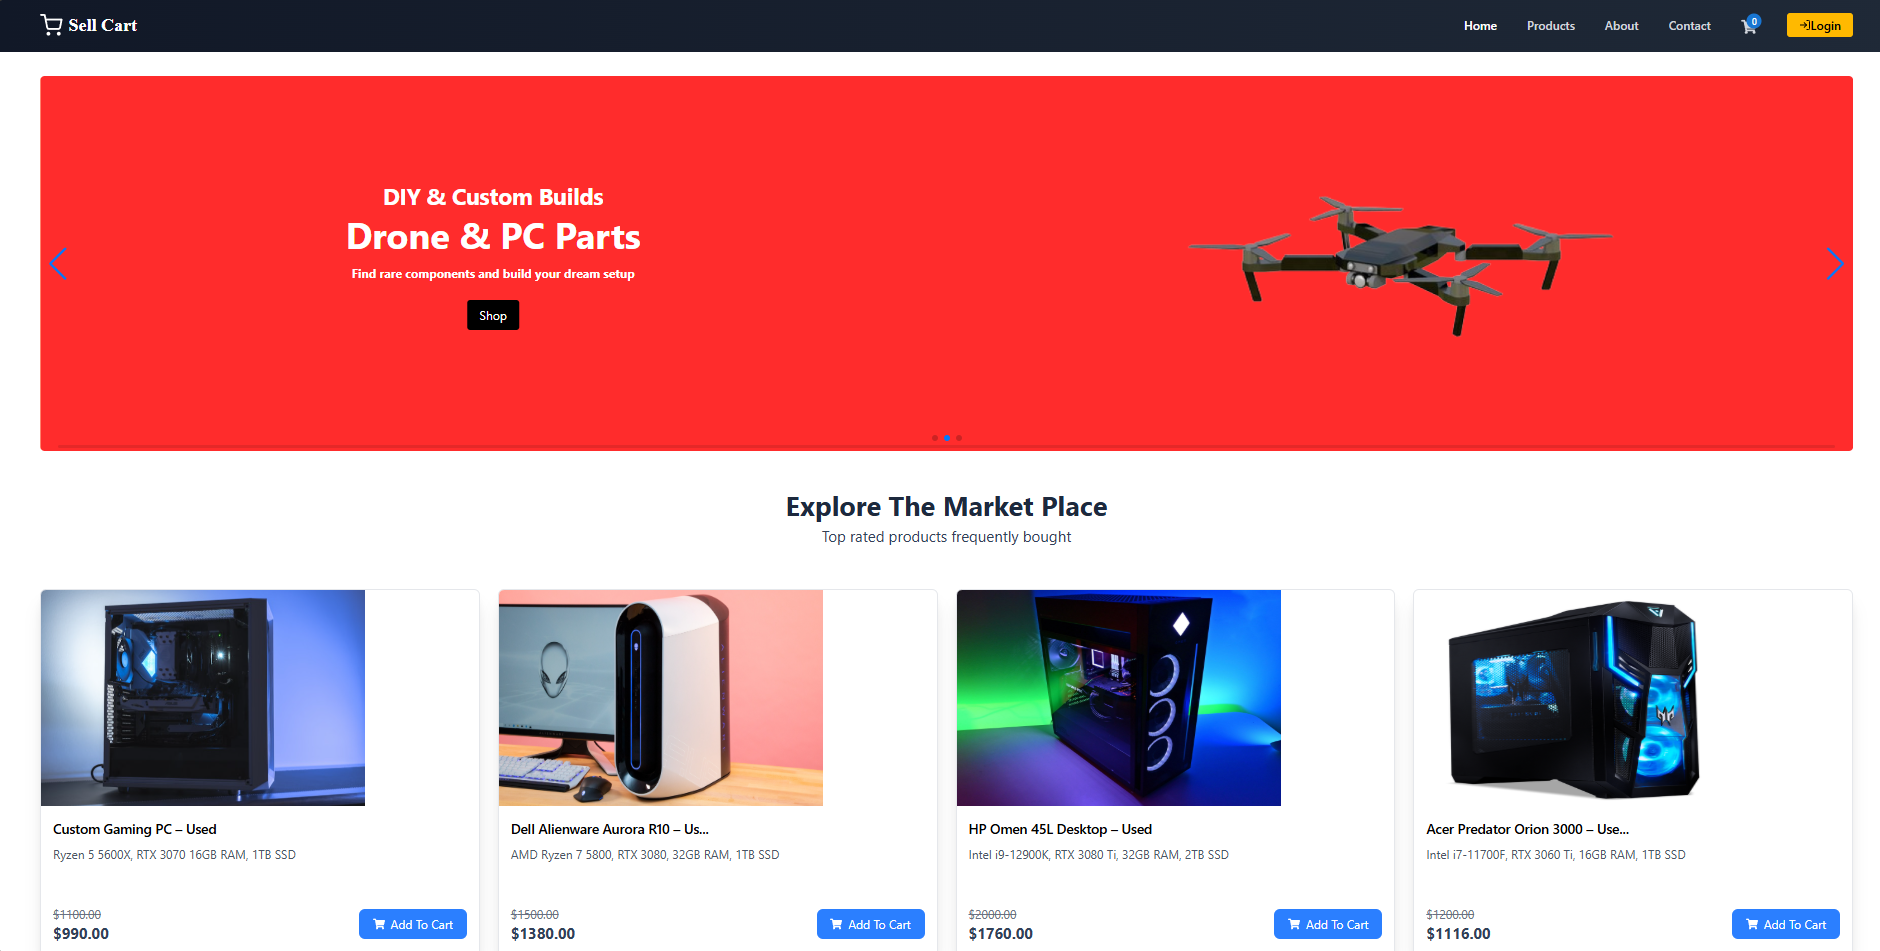 Sell Cart
Home
Products
About
Contact
0
Login
DIY & Custom Builds
Drone & PC Parts
Find rare components and build your dream setup
Shop
Explore The Market Place
Top rated products frequently bought
Custom Gaming PC – Used
Ryzen 5 5600X, RTX 3070 16GB RAM, 1TB SSD
$1100.00
$990.00
Add To Cart
Dell Alienware Aurora R10 – Us...
AMD Ryzen 7 5800, RTX 3080, 32GB RAM, 1TB SSD
$1500.00
$1380.00
Add To Cart
HP Omen 45L Desktop – Used
Intel i9-12900K, RTX 3080 Ti, 32GB RAM, 2TB SSD
$2000.00
$1760.00
Add To Cart
Acer Predator Orion 3000 – Use...
Intel i7-11700F, RTX 3060 Ti, 16GB RAM, 1TB SSD
$1200.00
$1116.00
Add To Cart